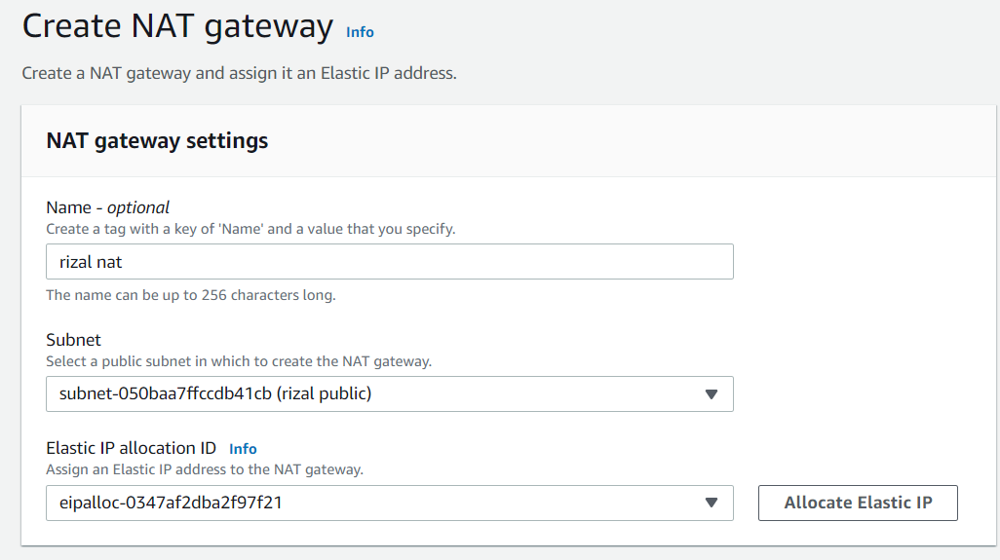 Create NAT gateway Info
Create a NAT gateway and assign it an Elastic IP address.
NAT gateway settings
Name - optional
Create a tag with a key of 'Name' and a value that you specify.
rizal nat
The name can be up to 256 characters long.
Subnet
Select a public subnet in which to create the NAT gateway.
subnet-050baa7ffccdb41cb (rizal public)
Elastic IP allocation ID Info
Assign an Elastic IP address to the NAT gateway.
eipalloc-0347af2dba2f97f21
Allocate Elastic IP